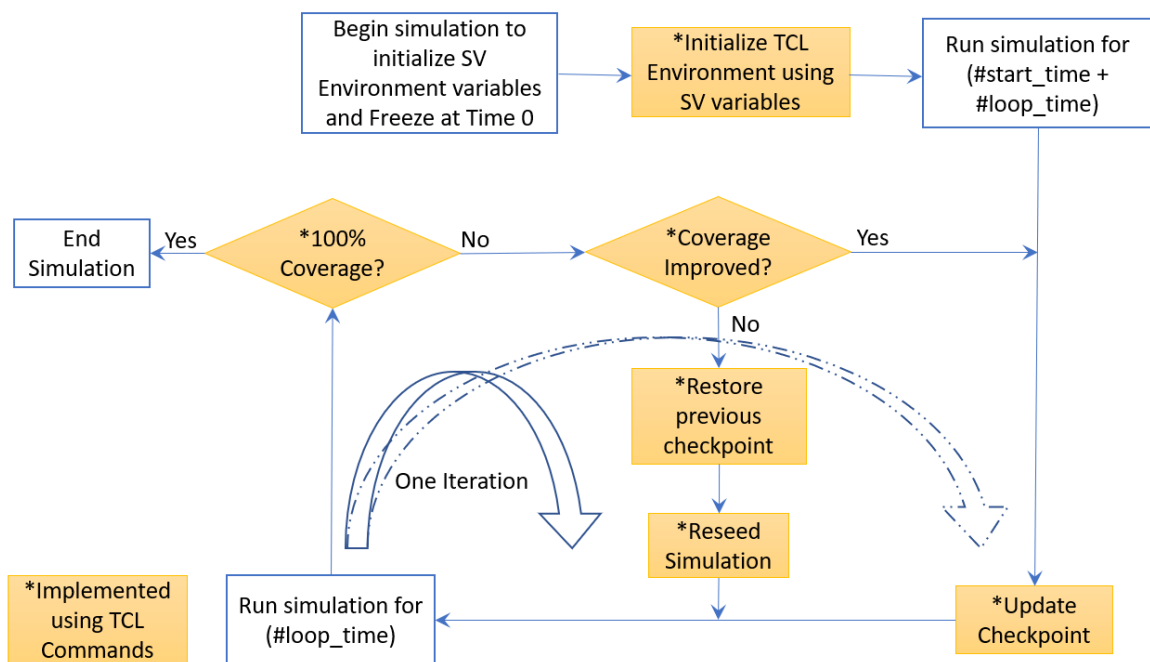 Begin simulation to
initialize SV
Environment variables
and Freeze at Time 0
*Initialize TCL
Environment using
SV variables
Run simulation for
(#start_time +
#loop_time)
End
Simulation
Yes
*100%
Coverage?
No
*Coverage
Improved?
Yes
No
*Restore
previous
checkpoint
One Iteration
*Reseed
Simulation
*Implemented
using TCL
Commands
Run simulation for
(#loop_time)
*Update
Checkpoint